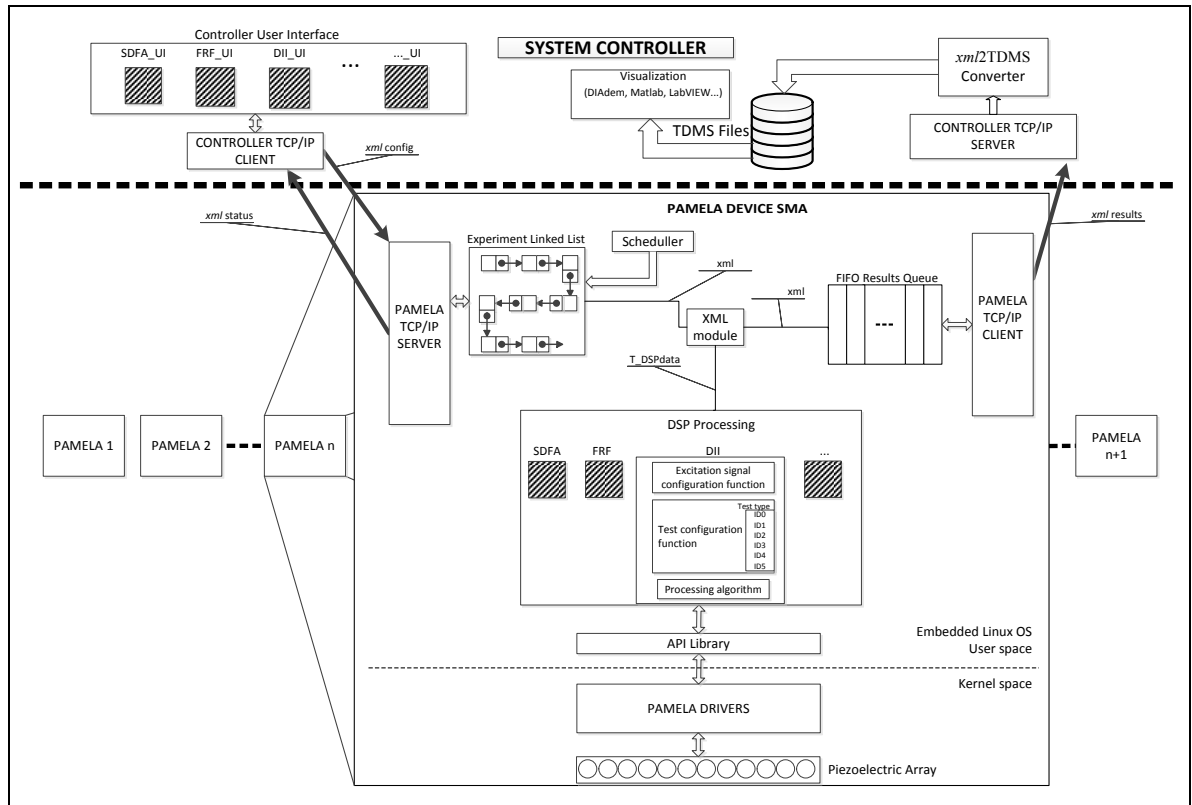 Controller User Interface
SDFA_UI
FRF_UI
DII_UI
...
..._UI
SYSTEM CONTROLLER
Visualization
(DIAdem, Matlab, LabVIEW...)
TDMS Files
xml2TDMS
Converter
CONTROLLER TCP/IP
CLIENT
CONTROLLER TCP/IP
SERVER
xml config
xml status
xml results
PAMELA DEVICE SMA
Experiment Linked List
Scheduller
xml
xml
FIFO Results Queue
PAMELA
TCP/IP
SERVER
XML
module
PAMELA
TCP/IP
CLIENT
T_DSPdata
PAMELA 1
PAMELA 2
PAMELA n
PAMELA
n+1
DSP Processing
SDFA
FRF
DII
...
Excitation signal
configuration function
Test type
Test configuration
function
ID0
ID1
ID2
ID3
ID4
ID5
Processing algorithm
API Library
Embedded Linux OS
User space
Kernel space
PAMELA DRIVERS
Piezoelectric Array